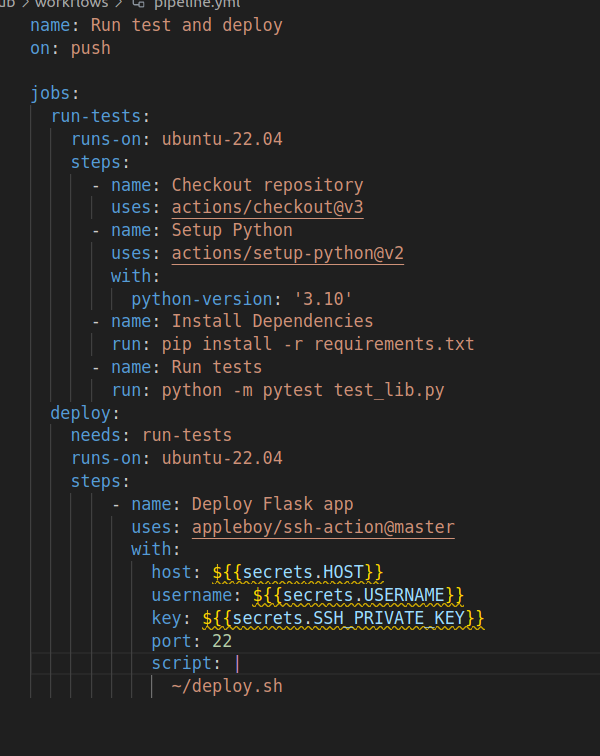 ub > workflows > pipeline.yml
name: Run test and deploy
on: push
jobs:
run-tests:
runs-on: ubuntu-22.04
steps:
- name: Checkout repository
uses: actions/checkout@v3
- name: Setup Python
uses: actions/setup-python@v2
with:
python-version: '3.10'
- name: Install Dependencies
run: pip install -r requirements.txt
- name: Run tests
run: python -m pytest test_lib.py
deploy:
needs: run-tests
runs-on: ubuntu-22.04
steps:
- name: Deploy Flask app
uses: appleboy/ssh-action@master
with:
host: ${{secrets.HOST}}
username: ${{secrets.USERNAME}}
key: ${{secrets.SSH_PRIVATE_KEY}}
port: 22
script: |
~/deploy.sh